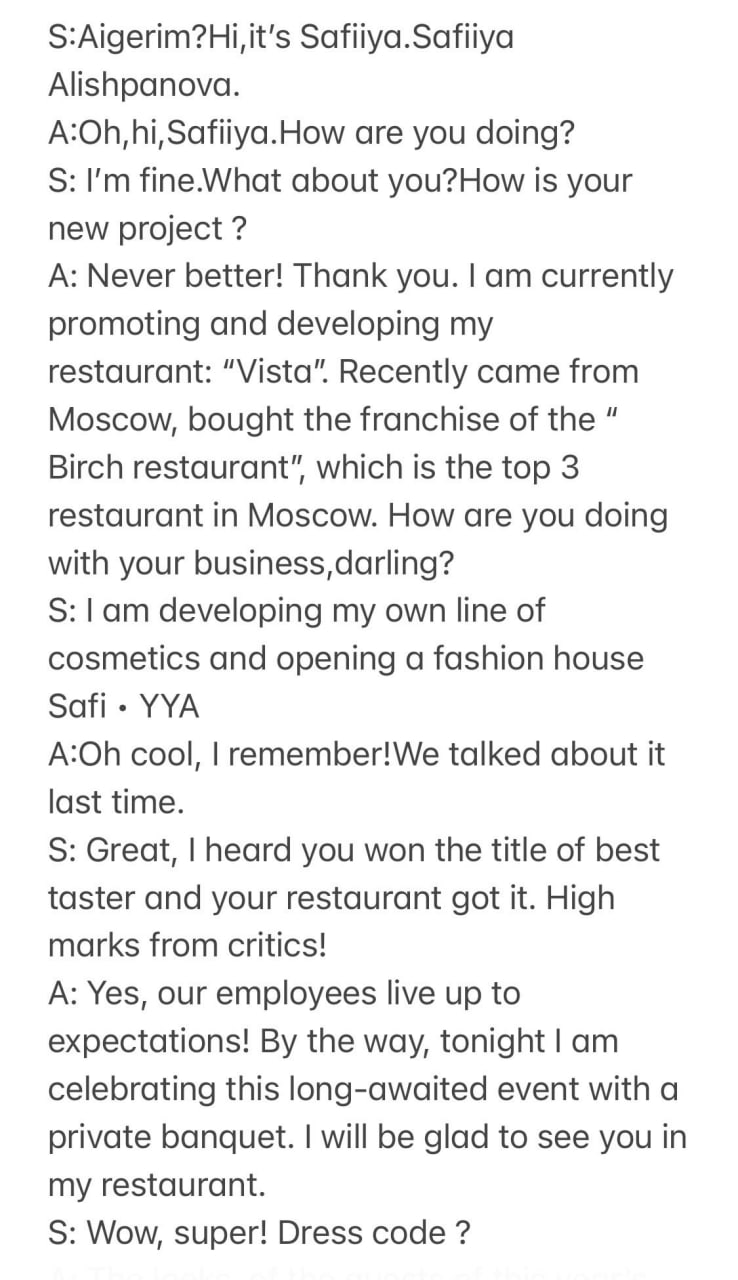 S:Aigerim?Hi,it's Safiiya.Safiiya
Alishpanova.
A:Oh,hi,Safiiya.How are you doing?
S: I'm fine.What about you?How is your
new project ?
A: Never better! Thank you. I am currently
promoting and developing my
restaurant: “Vista”. Recently came from
Moscow, bought the franchise of the “
Birch restaurant”, which is the top 3
restaurant in Moscow. How are you doing
with your business,darling?
S: I am developing my own line of
cosmetics and opening a fashion house
Safi • YYA
A:Oh cool, I remember!We talked about it
last time.
S: Great, I heard you won the title of best
taster and your restaurant got it. High
marks from critics!
A: Yes, our employees live up to
expectations! By the way, tonight I am
celebrating this long-awaited event with a
private banquet. I will be glad to see you in
my restaurant.
S: Wow, super! Dress code ?